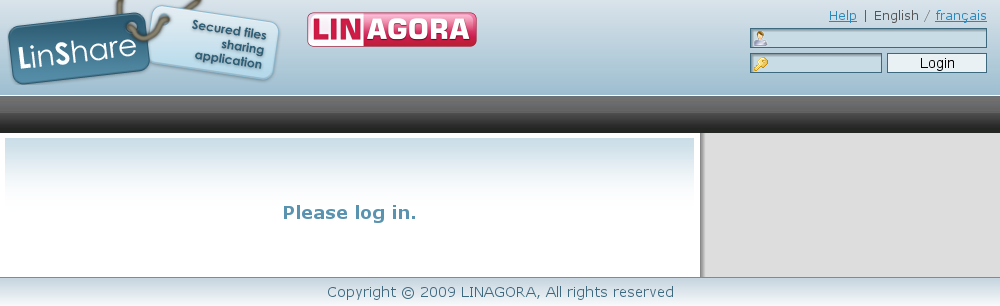 LinShare
Secured files
sharing
application
LINAGORA
Help | English / français
Login
Please log in.
Copyright © 2009 LINAGORA, All rights reserved